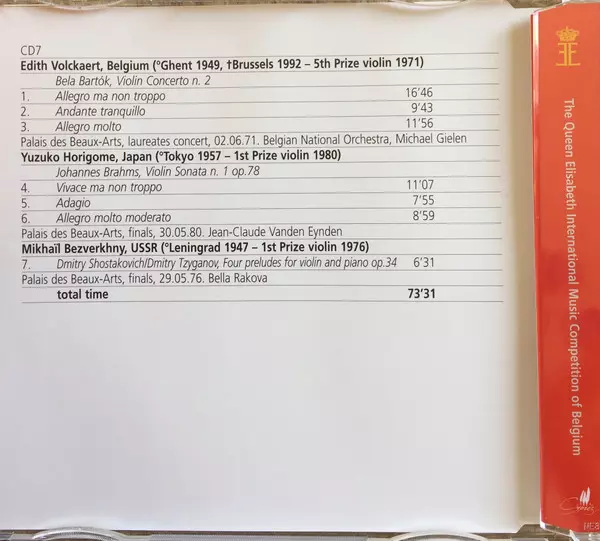 CD7
Edith Volckaert, Belgium (°Ghent 1949, †Brussels 1992 – 5th Prize violin 1971)
Bela Bartók, Violin Concerto n. 2
1. Allegro ma non troppo 16'46
2. Andante tranquillo 9'43
3. Allegro molto 11'56
Palais des Beaux-Arts, laureates concert, 02.06.71. Belgian National Orchestra, Michael Gielen
Yuzuko Horigome, Japan (°Tokyo 1957 – 1st Prize violin 1980)
Johannes Brahms, Violin Sonata n. 1 op.78
4. Vivace ma non troppo 11'07
5. Adagio 7'55
6. Allegro molto moderato 8'59
Palais des Beaux-Arts, finals, 30.05.80. Jean-Claude Vanden Eynden
Mikhaïl Bezverkhny, USSR (°Leningrad 1947 – 1st Prize violin 1976)
7. Dmitry Shostakovich/Dmitry Tzyganov, Four preludes for violin and piano op.34 6'31
Palais des Beaux-Arts, finals, 29.05.76. Bella Rakova
total time 73'31
The Queen Elisabeth International Music Competition of Belgium